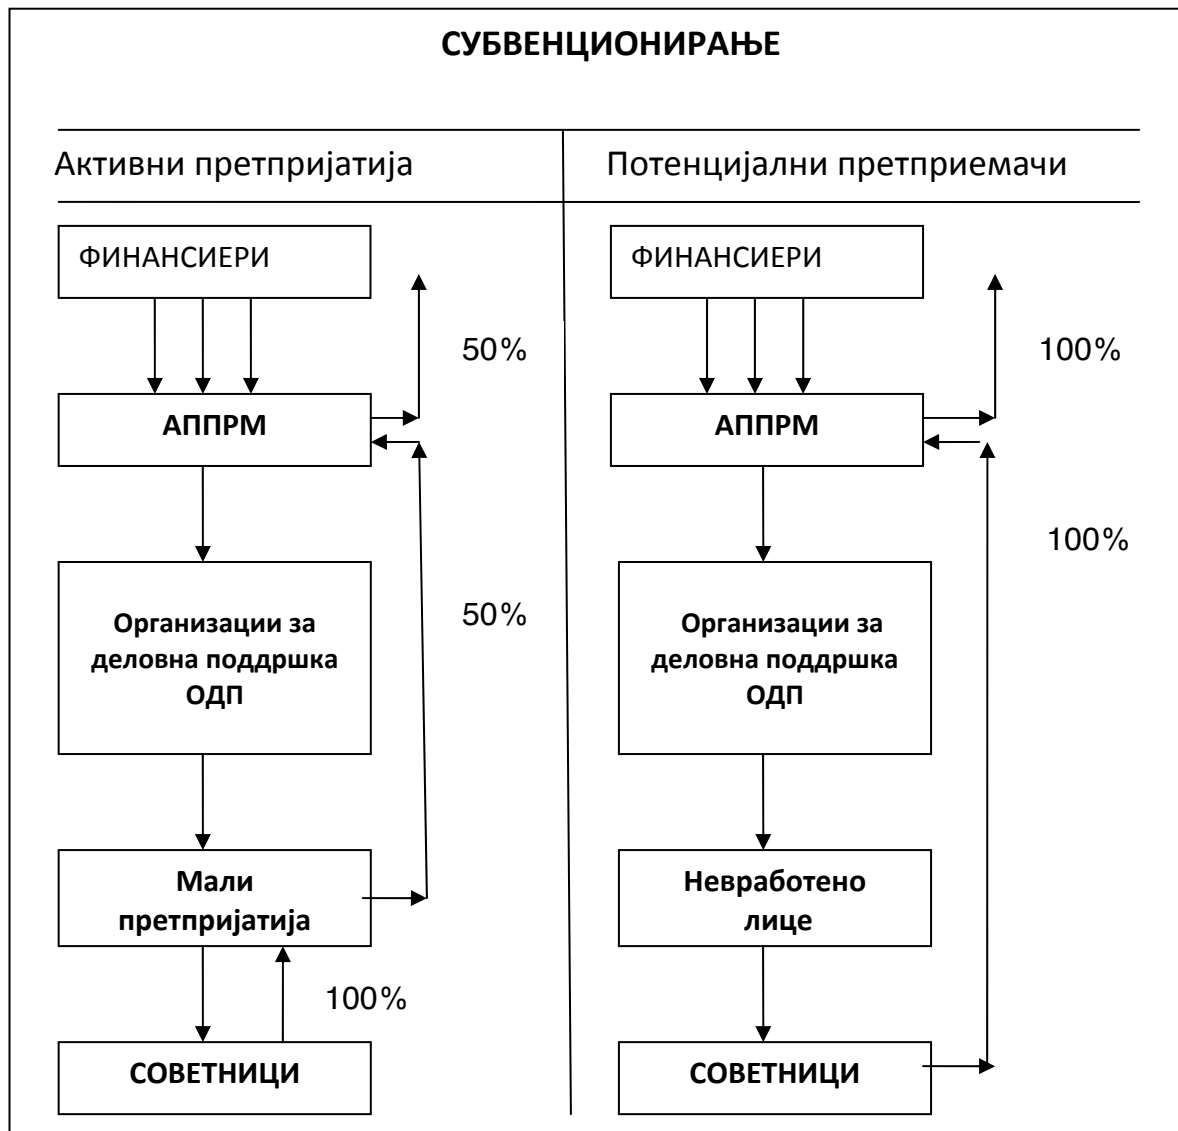 СУБВЕНЦИОНИРАЊЕ
Активни претпријатија
ФИНАНСИЕРИ
50%
АППРМ
Организации за
деловна поддршка
ОДП
50%
Мали
претпријатија
100%
СОВЕТНИЦИ
Потенцијални претприемачи
ФИНАНСИЕРИ
100%
АППРМ
100%
Организации за
деловна поддршка
ОДП
Невработено
лице
СОВЕТНИЦИ